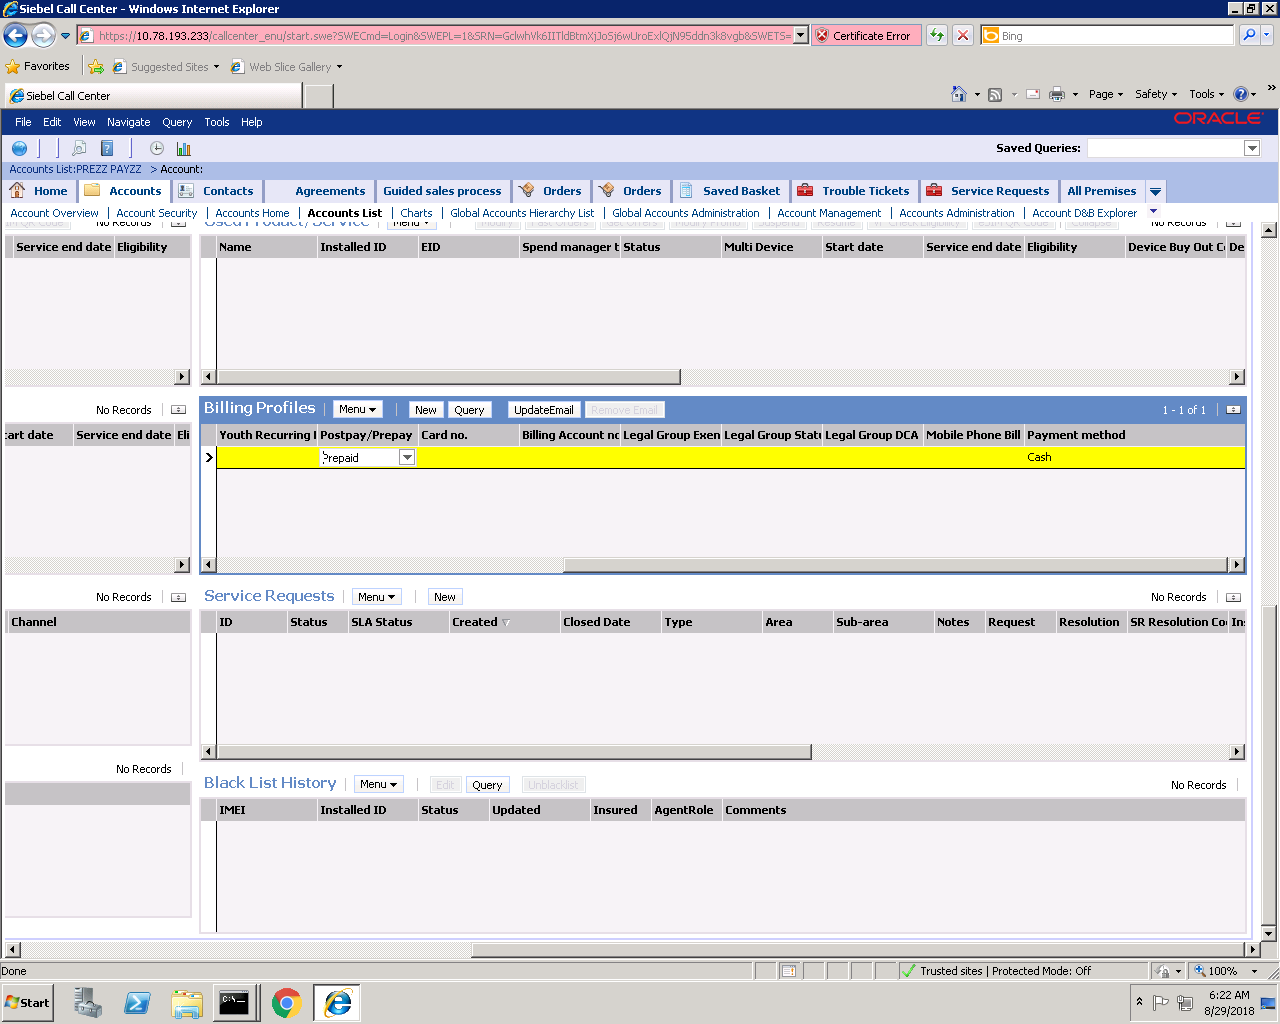 Siebel Call Center - Windows Internet Explorer
https://10.78.193.233/callcenter_enu/start.swe?SWECmd=Login&SWEPL=1&SRN=
Certificate Error
Bing
Favorites
Suggested Sites
Web Slice Gallery
Siebel Call Center
Page
Safety
Tools
File Edit View Navigate Query Tools Help
ORACLE
Saved Queries:
Accounts List:PREZZ PAYZZ > Account:
Home Accounts Contacts Agreements Guided sales process Orders Orders Saved Basket Trouble Tickets Service Requests All Premises
Account Overview Account Security Accounts Home Accounts List Charts Global Accounts Hierarchy List Global Accounts Administration Account Management Accounts Administration Account D&B Explorer
Service end date Eligibility
Name Installed ID EID Spend manager t Status Multi Device Start date Service end date Eligibility Device Buy Out C De
No Records
Billing Profiles Menu New Query UpdateEmail Remove Email 1 - 1 of 1
tart date Service end date Eli
Youth Recurring Postpay/Prepay Card no. Billing Account no Legal Group Exen Legal Group Statu Legal Group DCA Mobile Phone Bill Payment method
Prepaid Cash
No Records
Service Requests Menu New No Records
Channel
ID Status SLA Status Created Closed Date Type Area Sub-area Notes Request Resolution SR Resolution Co Ins
No Records
Black List History Menu Edit Query Unblacklist No Records
IMEI Installed ID Status Updated Insured AgentRole Comments
Done
Trusted sites | Protected Mode: Off
100%
Start
6:22 AM
8/29/2018